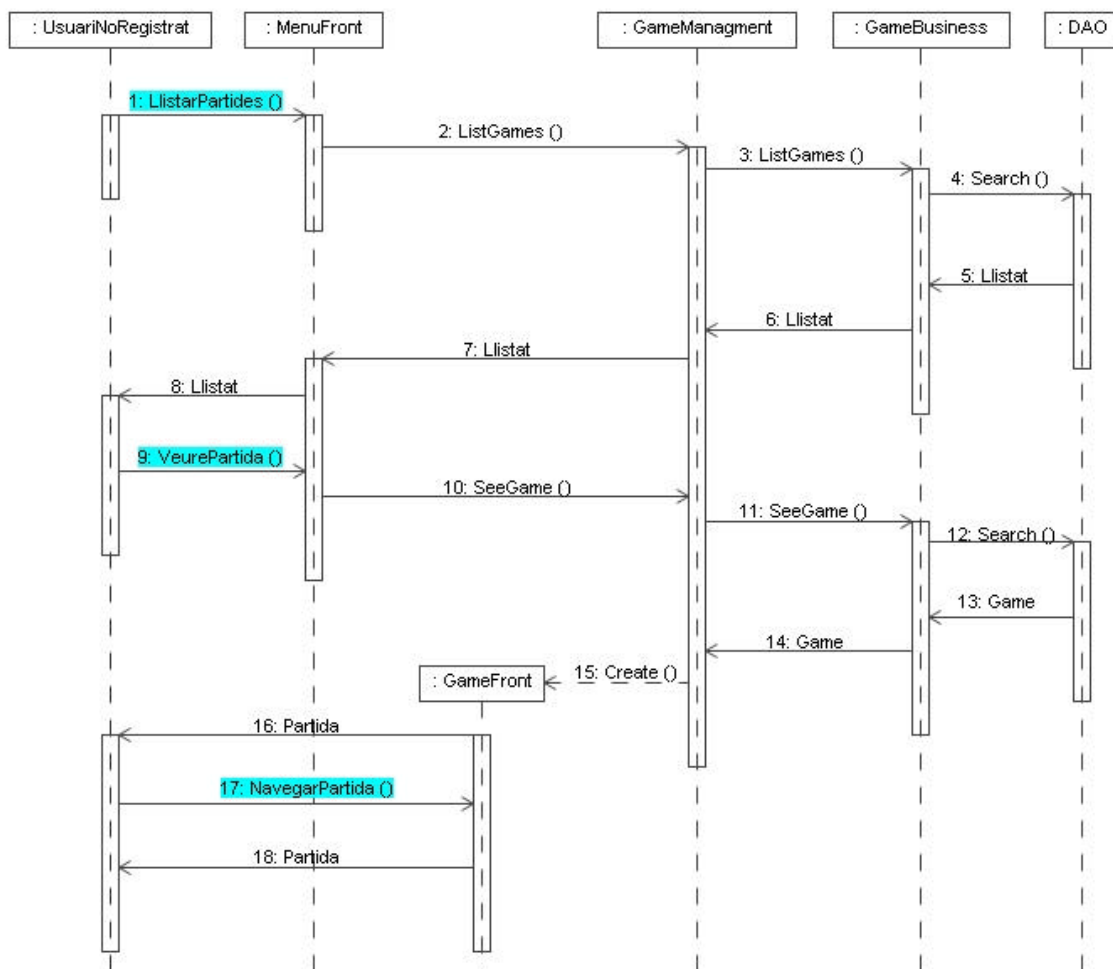 : UsuariNoRegistrat
: MenuFront
: GameManagment
: GameBusiness
: DAO
1: LlistarPartides ()
2: ListGames ()
3: ListGames ()
4: Search ()
5: Llistat
6: Llistat
7: Llistat
8: Llistat
9: VeurePartida ()
10: SeeGame ()
11: SeeGame ()
12: Search ()
13: Game
14: Game
15: Create ()
: GameFront
16: Partida
17: NavegarPartida ()
18: Partida